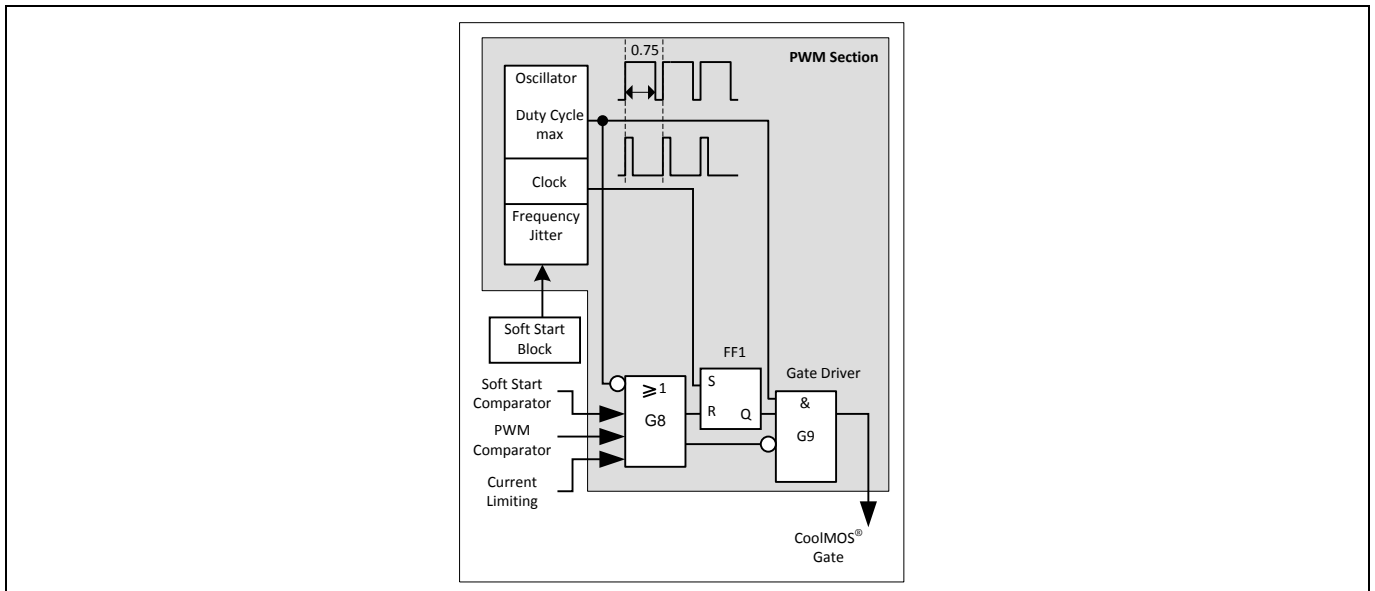 0.75
PWM Section
Oscillator
Duty Cycle
max
Clock
Frequency
Jitter
Soft Start
Block
FF1
Gate Driver
Soft Start
Comparator
PWM
Comparator
Current
Limiting
≥1
G8
S
R
Q
&
G9
CoolMOS®
Gate